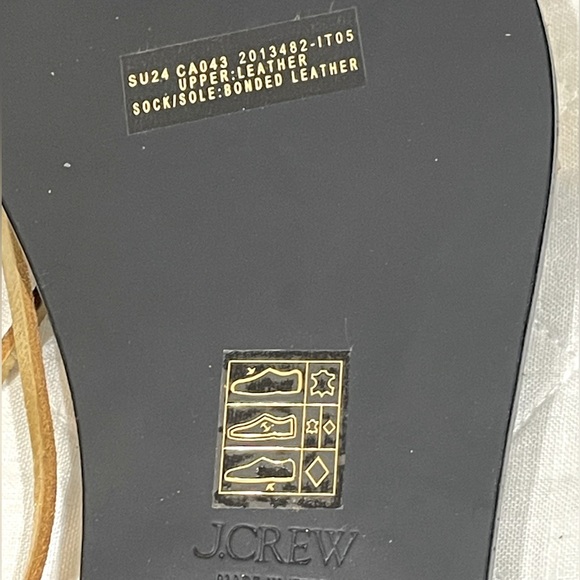 SU24 CA043 2013482-IT05
UPPER:LEATHER
SOCK/SOLE:BONDED LEATHER
J.CREW